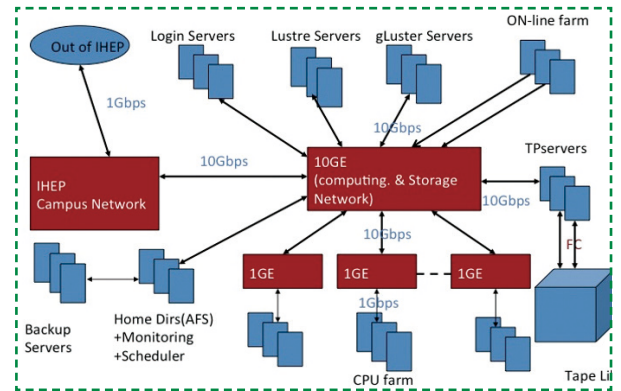 Out of IHEP
Login Servers
Lustre Servers
gLuster Servers
ON-line farm
1Gbps
10Gbps
10Gbps
IHEP
Campus Network
10GE
(computing. & Storage
Network)
TPservers
10Gbps
FC
10Gbps
1GE
1GE
1GE
1Gbps
Backup
Servers
Home Dirs(AFS)
+Monitoring
+Scheduler
CPU farm
Tape Li